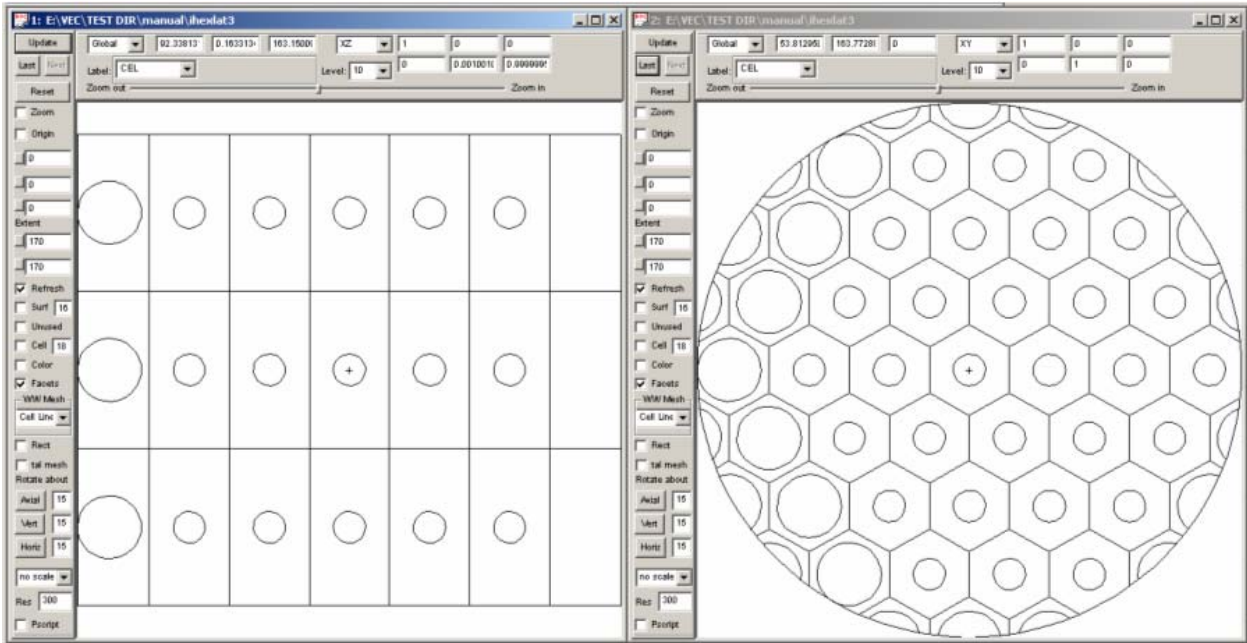 1: E:\VEC\TEST DIR\manual\ihexlat3
Update Global XZ 1 0 0
Last Next Label: CEL Level: 10 0
Reset Zoom out Zoom in
Zoom
Origin
0
0
0
Extent
170
170
Refresh
Surf 16
Unused
Cell 18
Color
Facets
WW Mesh
Cell Line
Rect
tal mesh
Rotate about
Axial 15
Vert 15
Horiz 15
no scale
Res 300
Psript
2: E:\VEC\TEST DIR\manual\ihexlat3
Update Global 0 XY 1 0 0
Last Next Label: CEL Level: 10 0 1 0
Reset Zoom out Zoom in
Zoom
Origin
0
0
0
Extent
170
170
Refresh
Surf 16
Unused
Cell 18
Color
Facets
WW Mesh
Cell Line
Rect
tal mesh
Rotate about
Axial 15
Vert 15
Horiz 15
no scale
Res 300
Psript